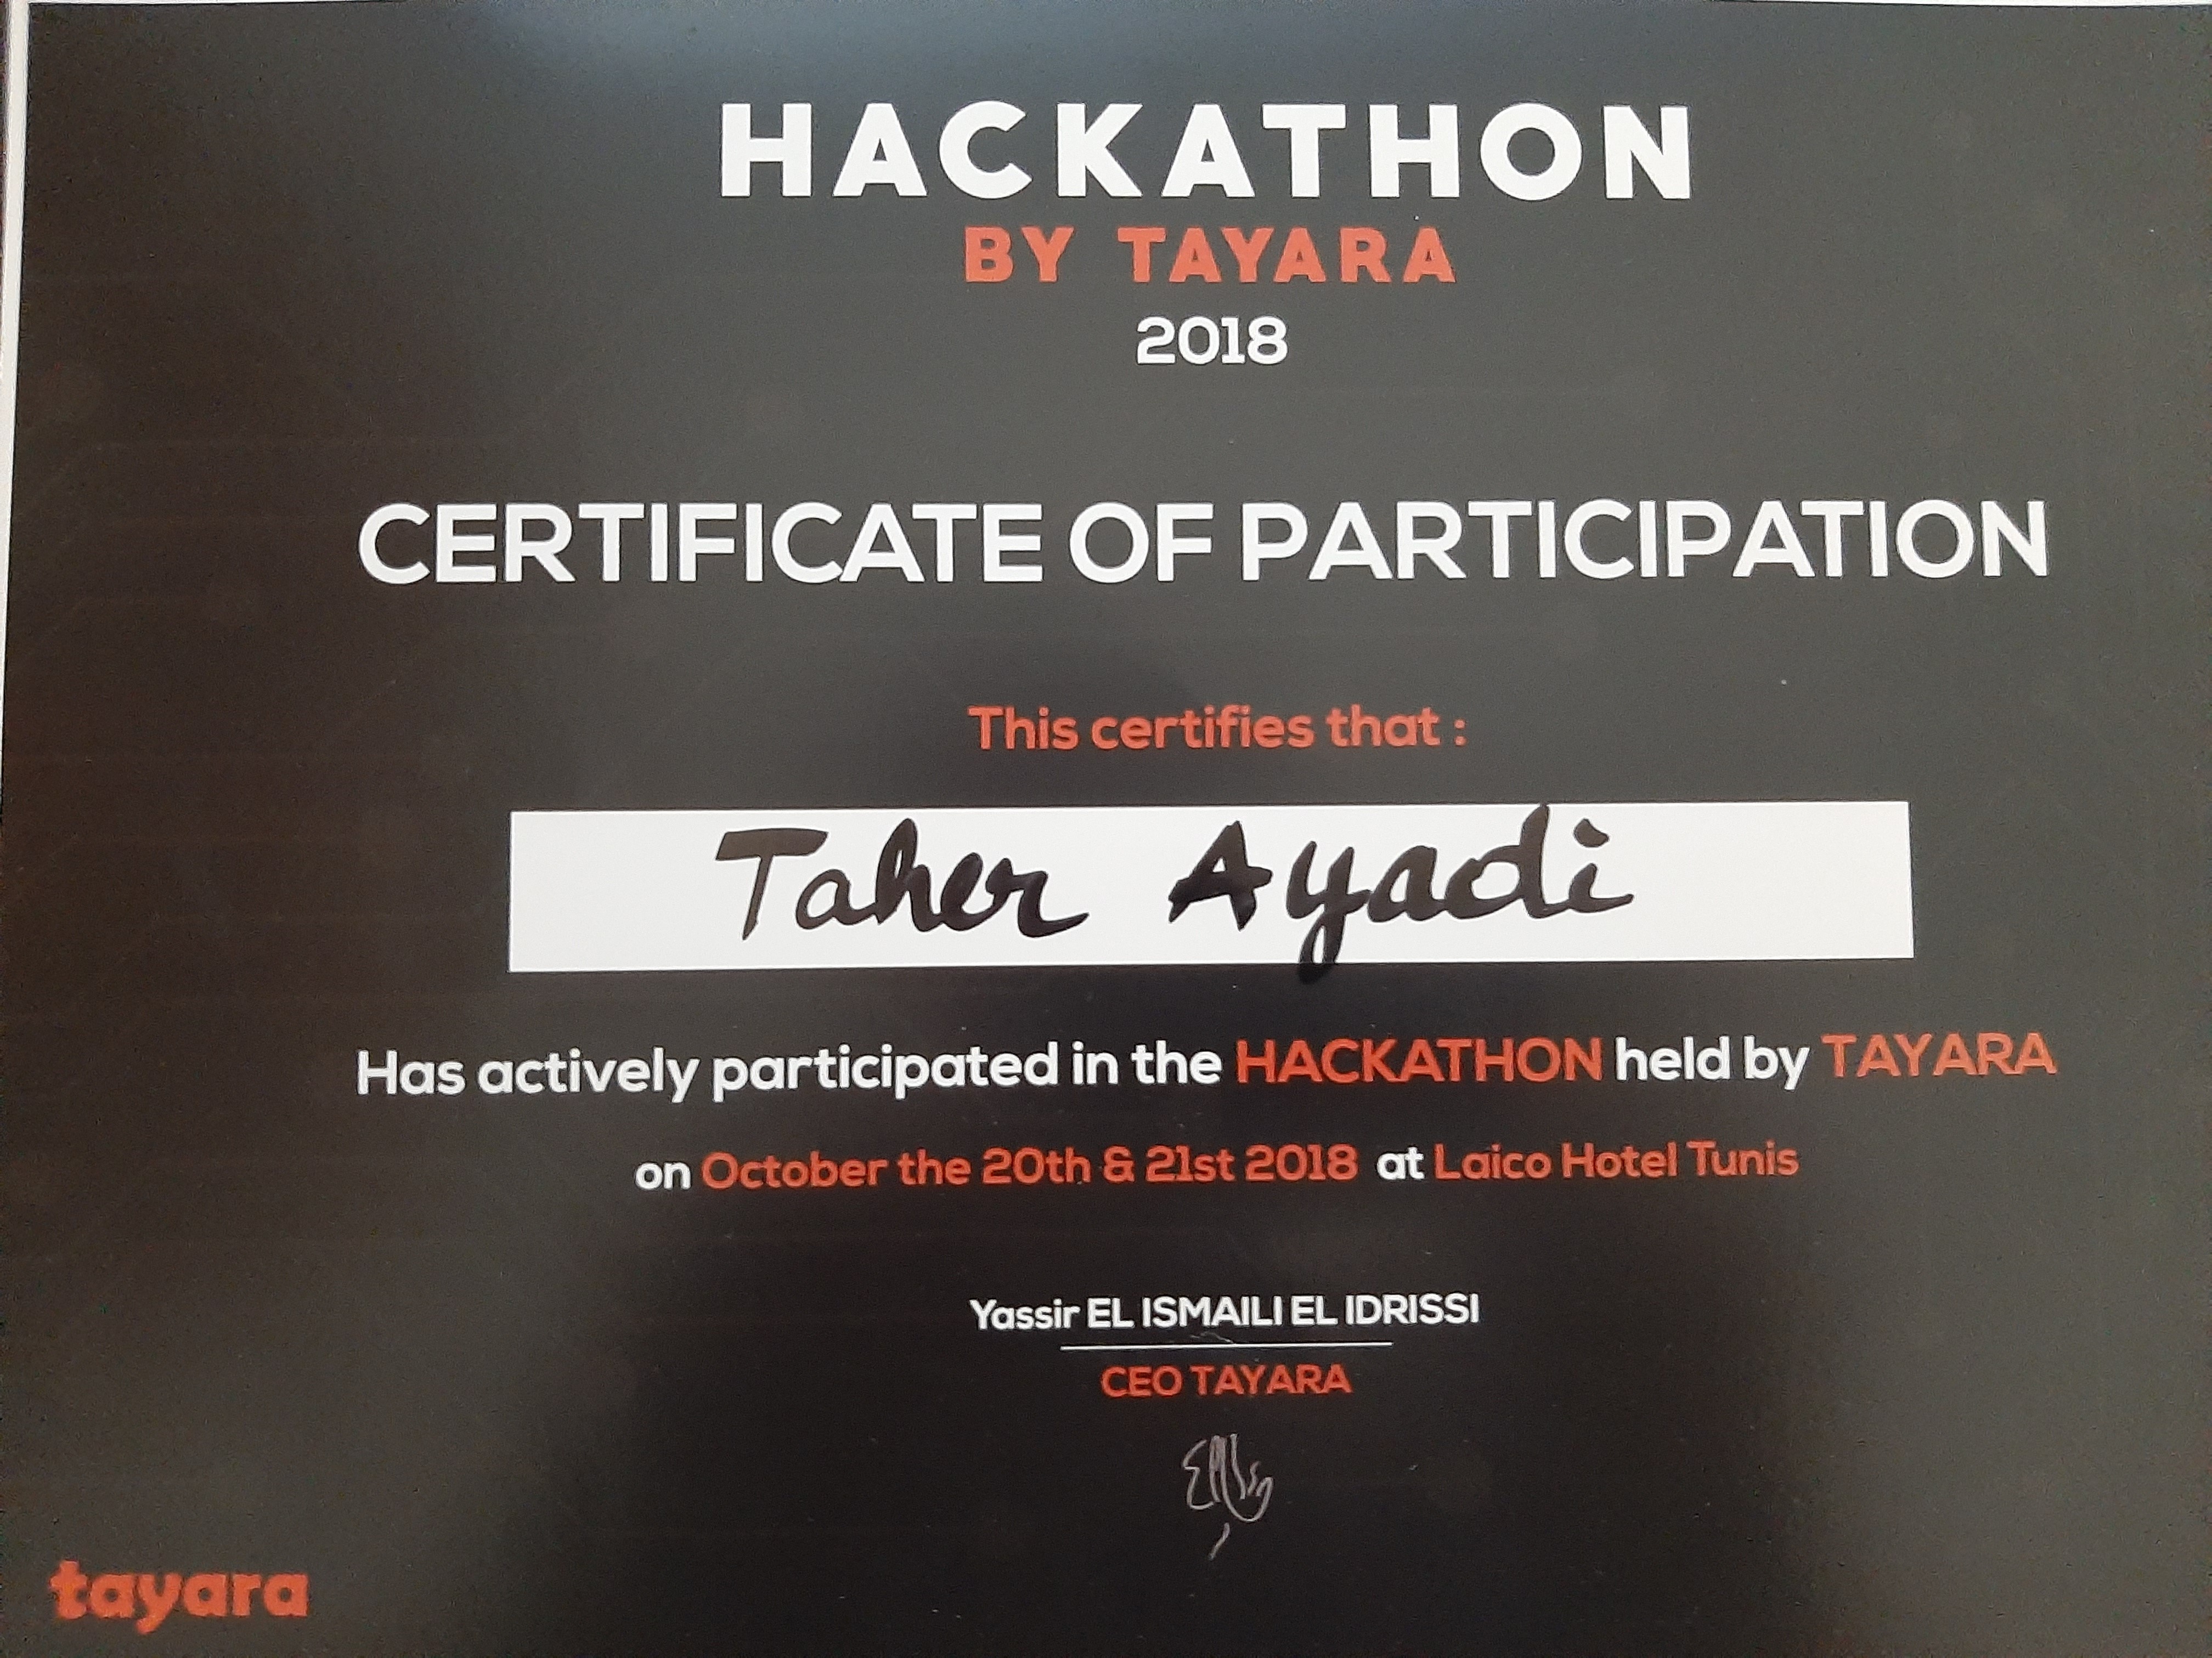 HACKATHON
BY TAYARA
2018
CERTIFICATE OF PARTICIPATION
This certifies that :
Taher Ayadi
Has actively participated in the HACKATHON held by TAYARA
on October the 20th & 21st 2018 at Laico Hotel Tunis
Yassir EL ISMAILI EL IDRISSI
CEO TAYARA
tayara